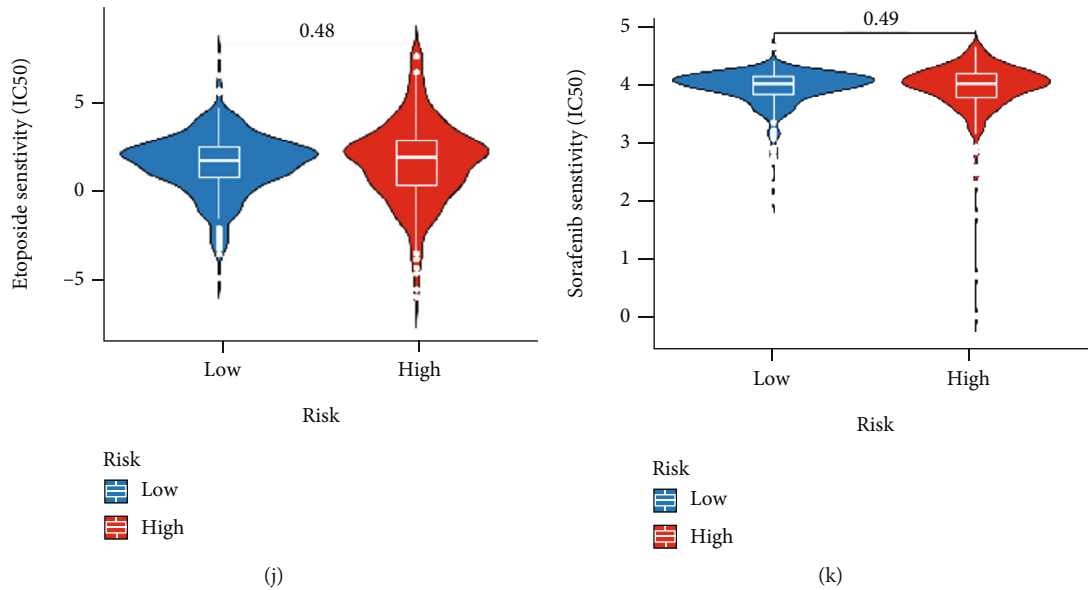 0.48
Etoposide senstivity (IC50)
5
0
−5
Low
High
Risk
Risk
Low
High
(j)
0.49
Sorafenib senstivity (IC50)
5
4
3
2
1
0
Low
High
Risk
Risk
Low
High
(k)